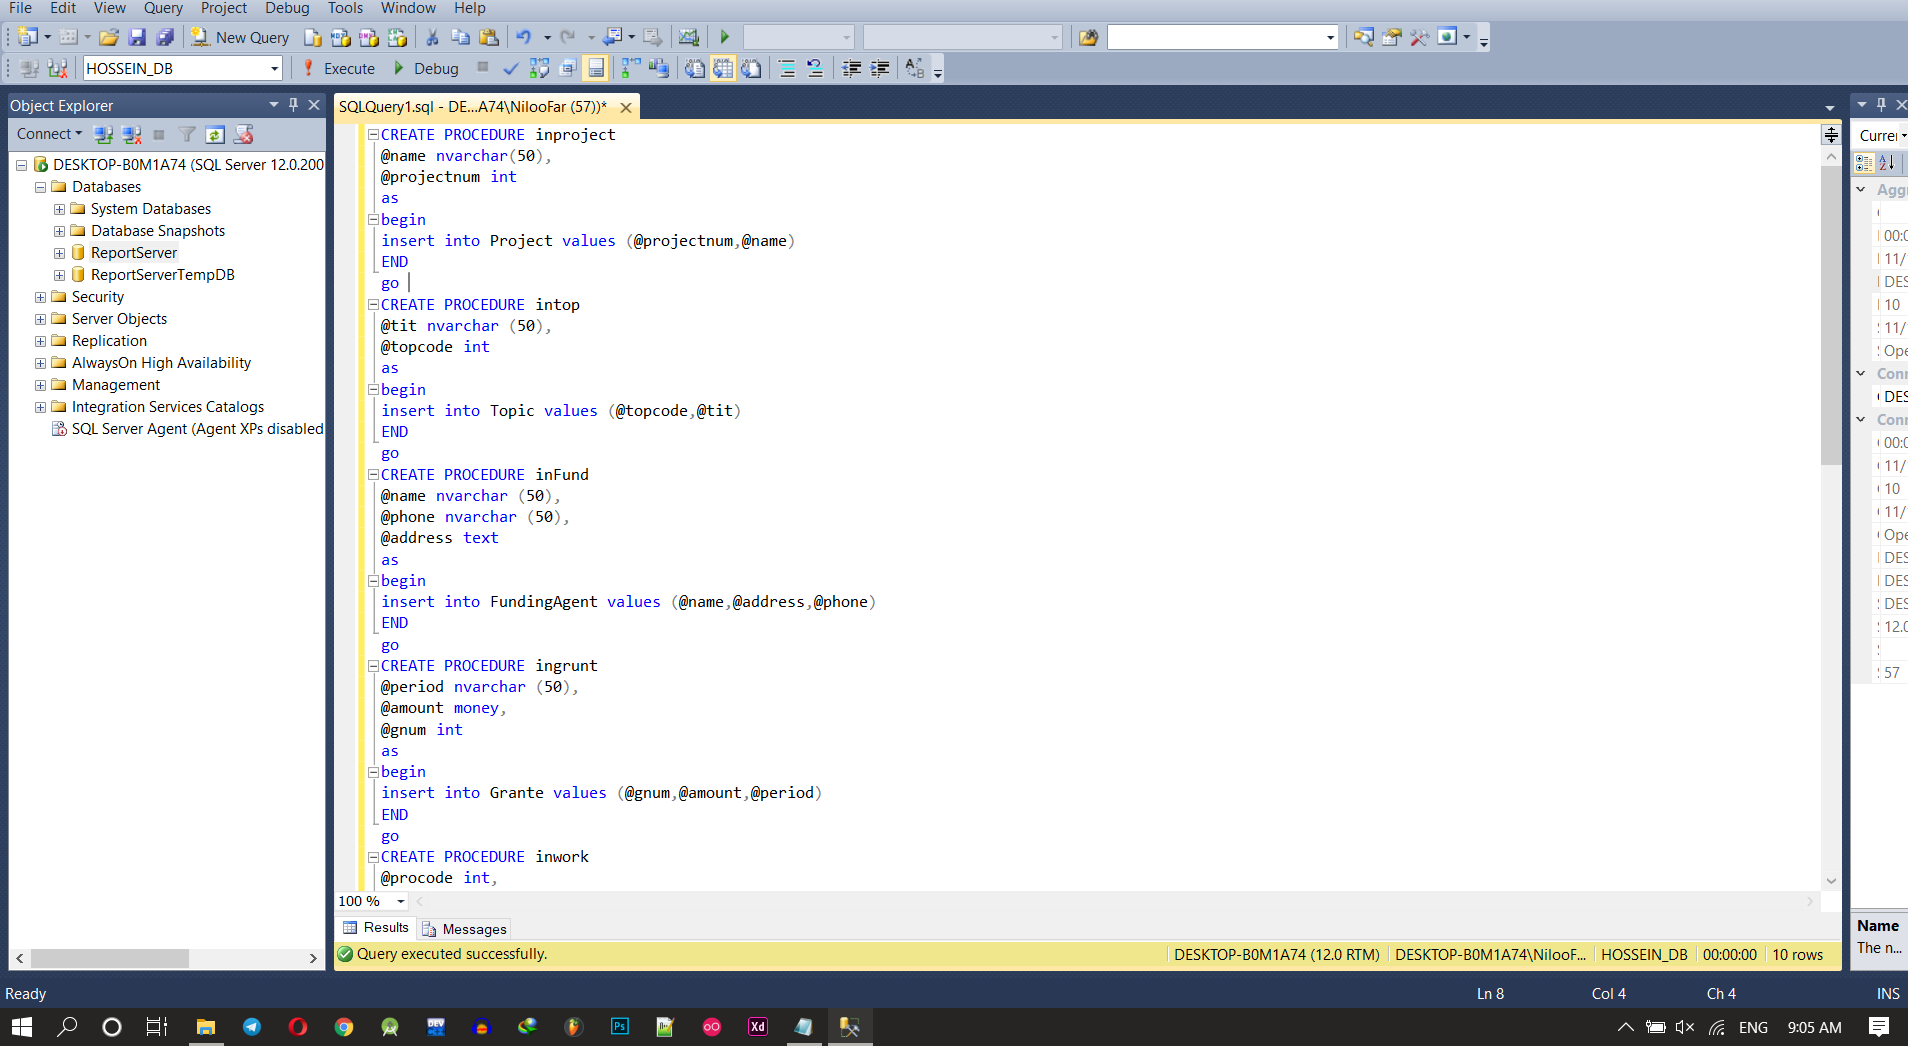 File Edit View Query Project Debug Tools Window Help
New Query
HOSSEIN_DB Execute Debug
Object Explorer
Connect
DESKTOP-B0M1A74 (SQL Server 12.0.200
Databases
System Databases
Database Snapshots
ReportServer
ReportServerTempDB
Security
Server Objects
Replication
AlwaysOn High Availability
Management
Integration Services Catalogs
SQL Server Agent (Agent XPs disabled
SQLQuery1.sql - DE...A74\NilooFar (57))*
CREATE PROCEDURE inproject
@name nvarchar(50),
@projectnum int
as
begin
insert into Project values (@projectnum,@name)
END
go
CREATE PROCEDURE intop
@tit nvarchar (50),
@topcode int
as
begin
insert into Topic values (@topcode,@tit)
END
go
CREATE PROCEDURE inFund
@name nvarchar (50),
@phone nvarchar (50),
@address text
as
begin
insert into FundingAgent values (@name,@address,@phone)
END
go
CREATE PROCEDURE ingrunt
@period nvarchar (50),
@amount money,
@gnum int
as
begin
insert into Grante values (@gnum,@amount,@period)
END
go
CREATE PROCEDURE inwork
@procode int,
100 %
Results Messages
Query executed successfully. DESKTOP-B0M1A74 (12.0 RTM) DESKTOP-B0M1A74\NilooF... HOSSEIN_DB 00:00:00 10 rows
Curre
Aggr
00:0
11/
DES
10
11/
Ope
Conn
DES
Conn
00:0
11/
10
11/
Ope
DES
DES
DES
12.0
57
Name
The n...
Ready Ln 8 Col 4 Ch 4 INS
ENG 9:05 AM